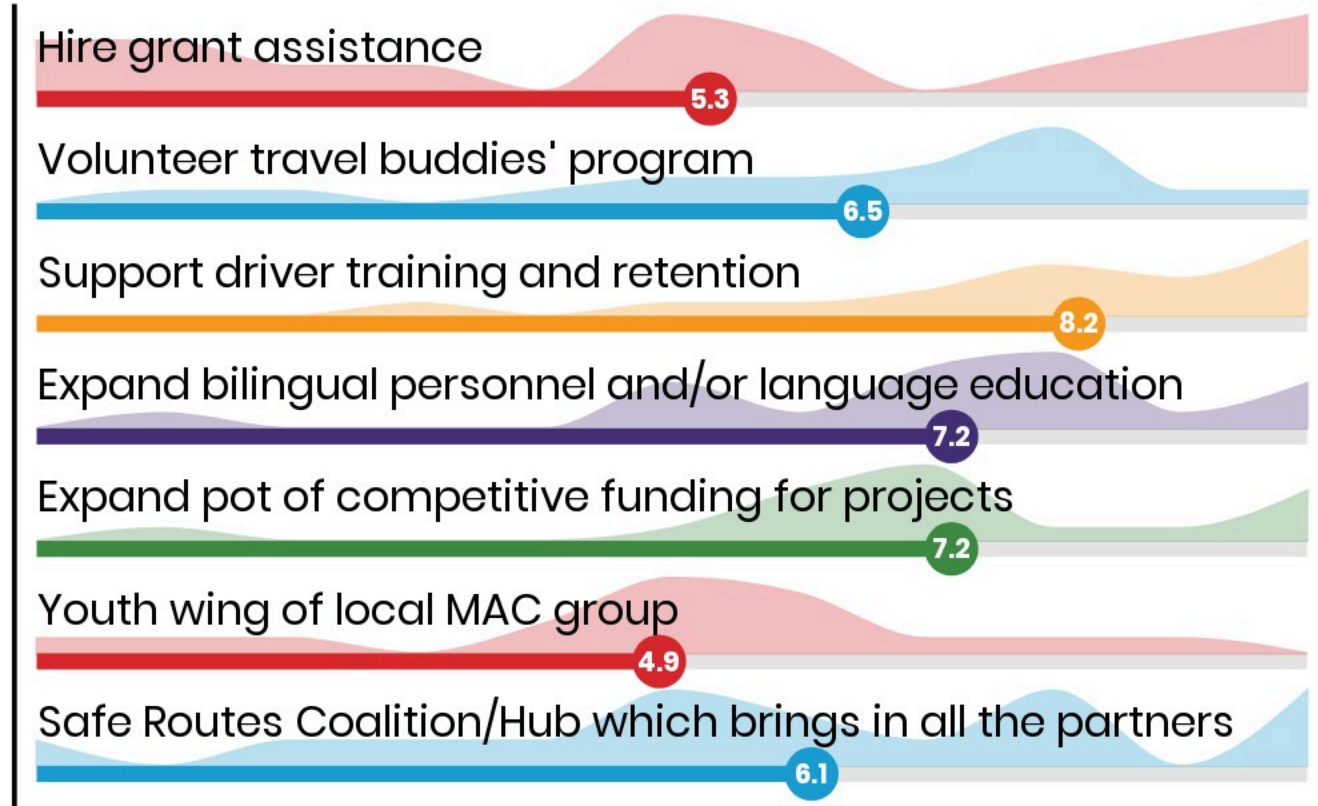 Hire grant assistance
5.3
Volunteer travel buddies' program
6.5
Support driver training and retention
8.2
Expand bilingual personnel and/or language education
7.2
Expand pot of competitive funding for projects
7.2
Youth wing of local MAC group
4.9
Safe Routes Coalition/Hub which brings in all the partners
6.1